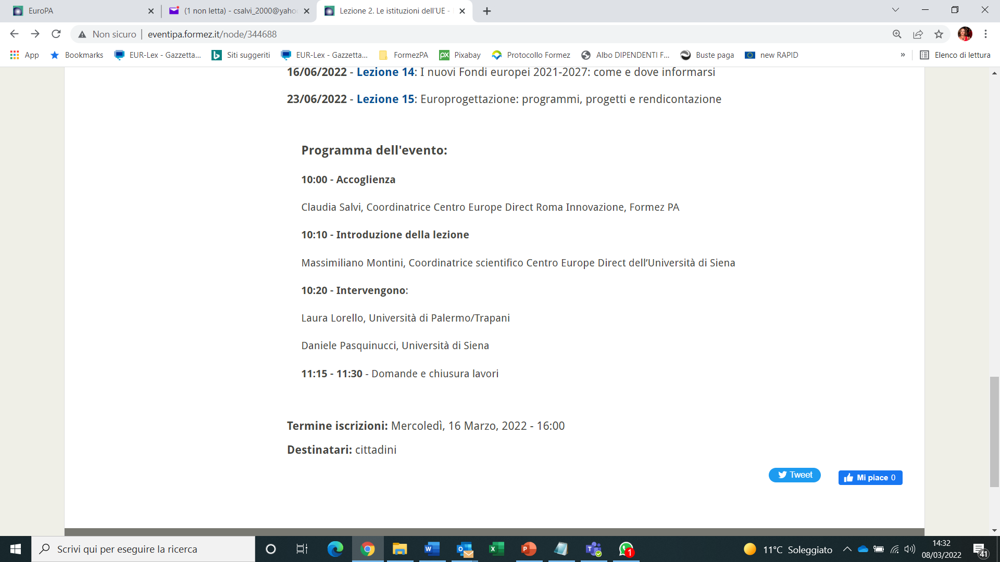 EuroPA
(1 non letta) - csalvi_2000@yaho
Lezione 2. Le istituzioni dell'UE -
Non sicuro | eventipa.formez.it/node/344688
App
Bookmarks
EUR-Lex - Gazzetta...
Siti suggeriti
EUR-Lex - Gazzetta...
FormezPA
px Pixabay
Protocollo Formez
Albo DIPENDENTI F...
Buste paga
new RAPID
»
Elenco di lettura
16/06/2022 - Lezione 14: I nuovi Fondi europei 2021-2027: come e dove informarsi
23/06/2022 - Lezione 15: Europrogettazione: programmi, progetti e rendicontazione
Programma dell'evento:
10:00 - Accoglienza
Claudia Salvi, Coordinatrice Centro Europe Direct Roma Innovazione, Formez PA
10:10 - Introduzione della lezione
Massimiliano Montini, Coordinatrice scientifico Centro Europe Direct dell’Università di Siena
10:20 - Intervengono:
Laura Lorello, Università di Palermo/Trapani
Daniele Pasquinucci, Università di Siena
11:15 - 11:30 - Domande e chiusura lavori
Termine iscrizioni: Mercoledì, 16 Marzo, 2022 - 16:00
Destinatari: cittadini
Tweet
Mi piace 0
Scrivi qui per eseguire la ricerca
1
11°C Soleggiato
14:32
08/03/2022
41